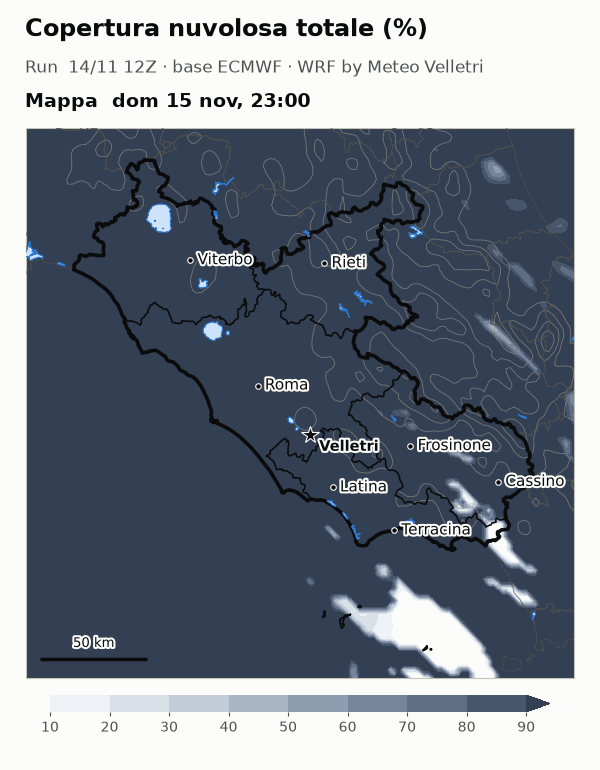 Copertura nuvolosa totale (%)
Run 14/11 12Z · base ECMWF · WRF by Meteo Velletri
Mappa dom 15 nov, 23:00
Viterbo
Rieti
Roma
Velletri
Frosinone
Cassino
Latina
Terracina
50 km
10 20 30 40 50 60 70 80 90